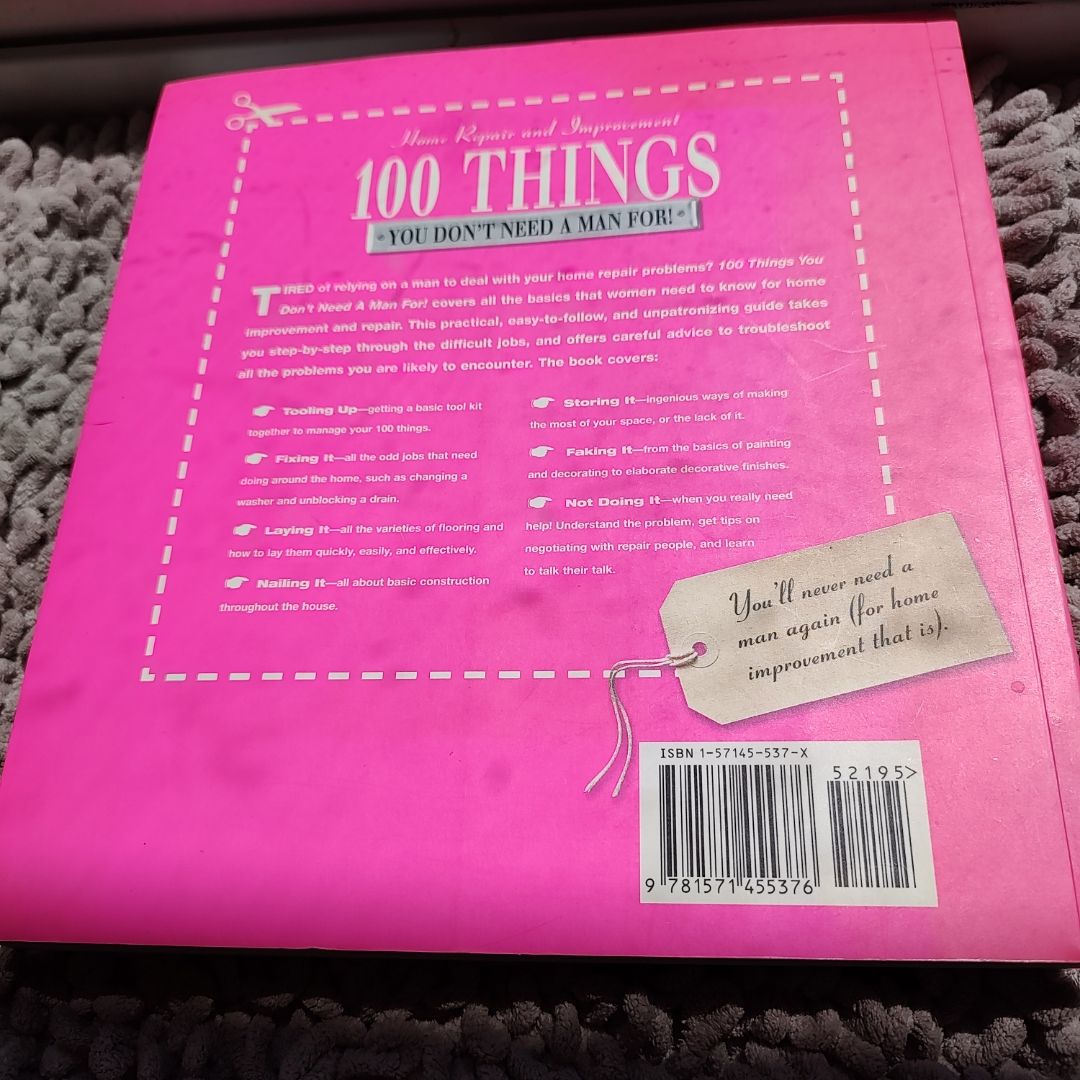 Home Repair and Improvement
100 THINGS
YOU DON'T NEED A MAN FOR!
TIRED of relying on a man to deal with your home repair problems? 100 Things You
Don't Need A Man For! covers all the basics that women need to know for home
improvement and repair. This practical, easy-to-follow, and unpatronizing guide takes
you step-by-step through the difficult jobs, and offers careful advice to troubleshoot
all the problems you are likely to encounter. The book covers:
Tooling Up—getting a basic tool kit
together to manage your 100 things.
Fixing It—all the odd jobs that need
doing around the home, such as changing a
washer and unblocking a drain.
Laying It—all the varieties of flooring and
how to lay them quickly, easily, and effectively.
Nailing It—all about basic construction
throughout the house.
Storing It—ingenious ways of making
the most of your space, or the lack of it.
Faking It—from the basics of painting
and decorating to elaborate decorative finishes.
Not Doing It—when you really need
help! Understand the problem, get tips on
negotiating with repair people, and learn
to talk their talk.
You'll never need a
man again (for home
improvement that is).
ISBN 1-57145-537-X
52195>
9 781571 455376